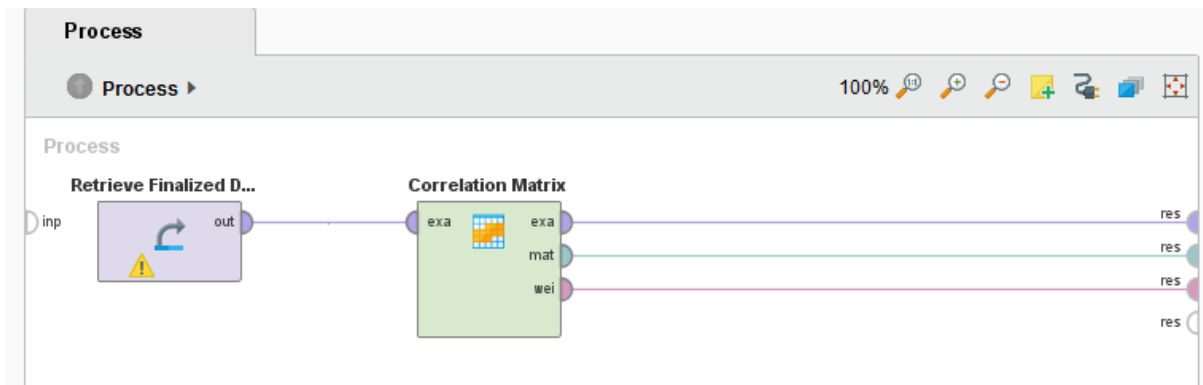 Process
Process
100%
Process
Retrieve Finalized D...
Correlation Matrix
inp
out
exa
exa
res
mat
res
wei
res
res